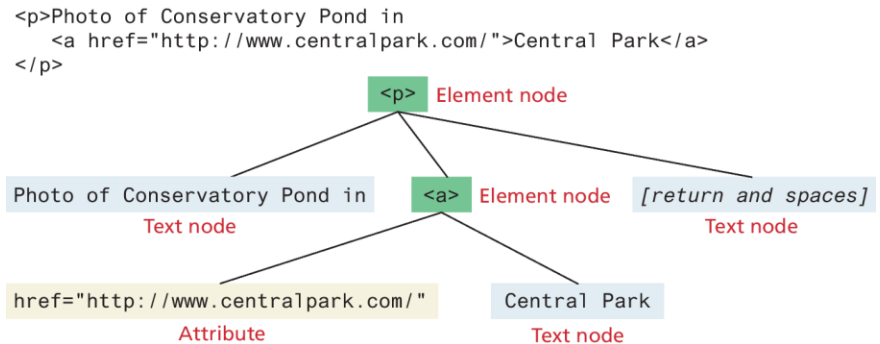 <p>Photo of Conservatory Pond in
<a href="http://www.centralpark.com/">Central Park</a>
</p>
<p> Element node
Photo of Conservatory Pond in <a> Element node [return and spaces]
Text node Text node
href="http://www.centralpark.com/" Central Park
Attribute Text node